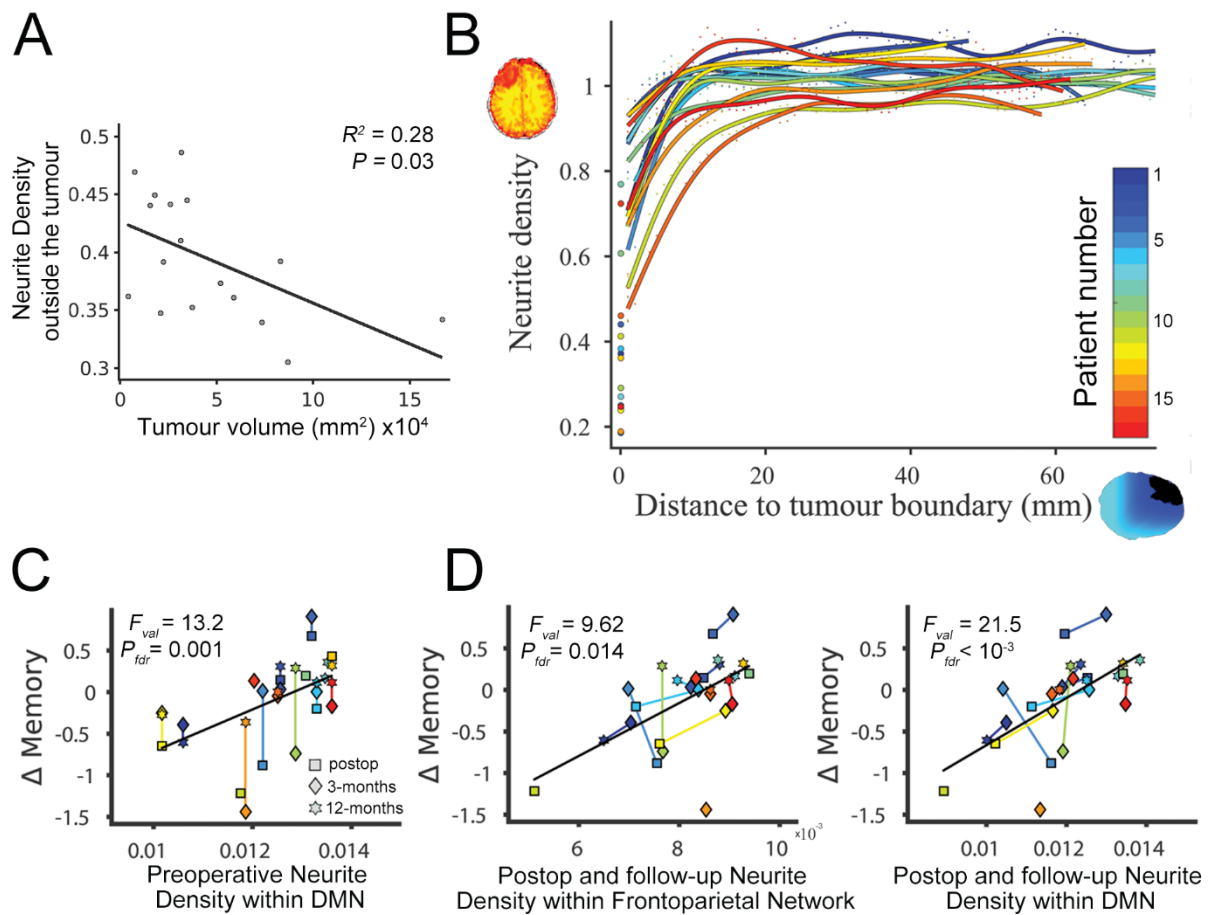 A
R² = 0.28
P = 0.03
0.5
0.45
0.4
0.35
0.3
Neurite Density
outside the tumour
0
5
10
15
Tumour volume (mm²) x10⁴
B
1
0.8
0.6
0.4
0.2
Neurite density
0
20
40
60
Distance to tumour boundary (mm)
Patient number
1
5
10
15
C
F_val = 13.2
P_fdr = 0.001
0.5
0
-0.5
-1
-1.5
Δ Memory
postop
3-months
12-months
0.01
0.012
0.014
Preoperative Neurite
Density within DMN
D
F_val = 9.62
P_fdr = 0.014
0.5
0
-0.5
-1
-1.5
Δ Memory
6
8
10
×10⁻³
Postop and follow-up Neurite
Density within Frontoparietal Network
F_val = 21.5
P_fdr < 10⁻³
0.5
0
-0.5
-1
-1.5
Δ Memory
0.01
0.012
0.014
Postop and follow-up Neurite
Density within DMN